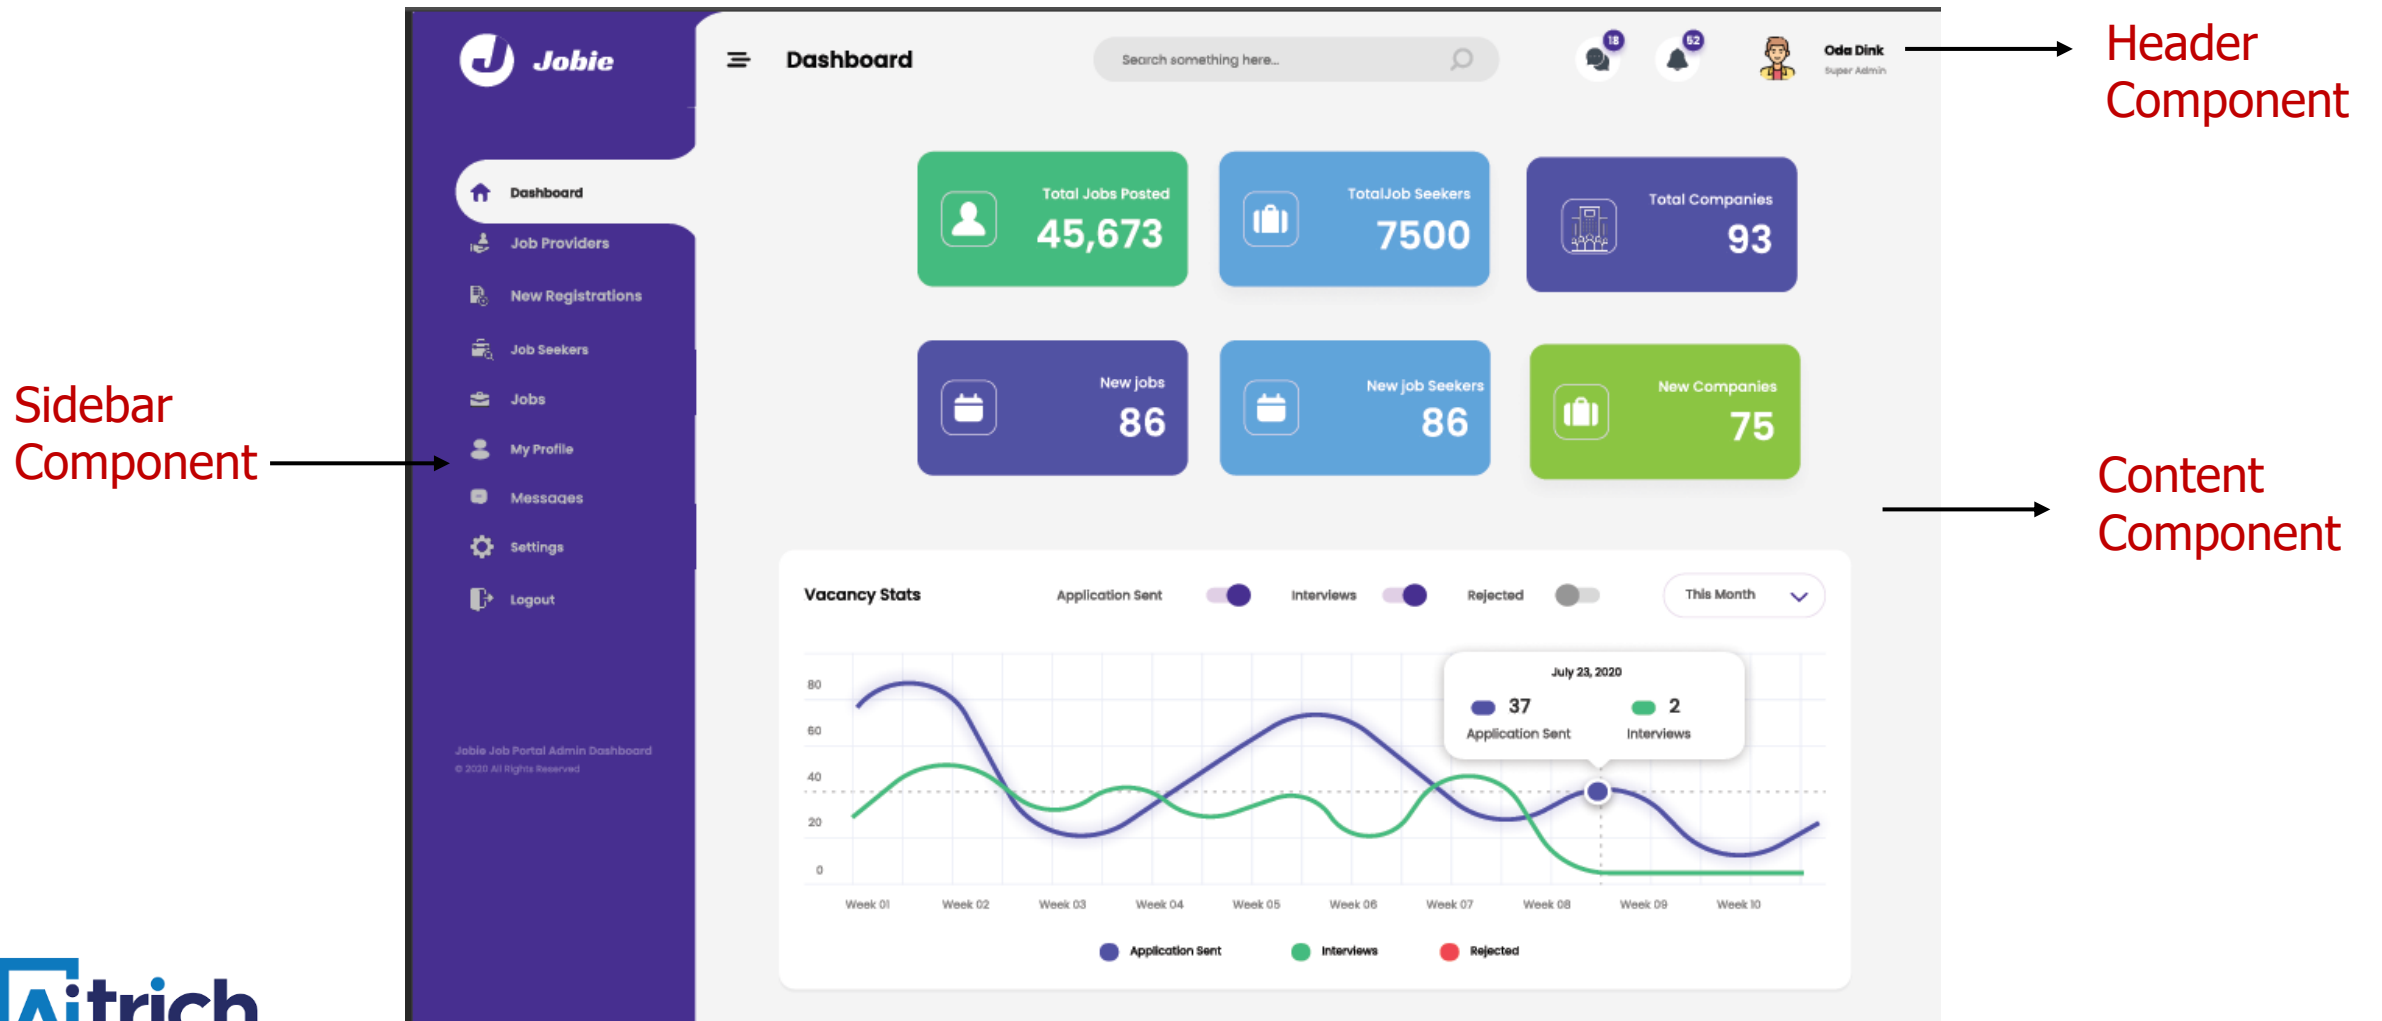 Jobie
Dashboard
Search something here...
18
52
Oda Dink
Super Admin
Header
Component
Dashboard
Job Providers
New Registrations
Job Seekers
Jobs
My Profile
Messages
Settings
Logout
Jobie Job Portal Admin Dashboard
© 2020 All Rights Reserved
Sidebar
Component
Total Jobs Posted
45,673
TotalJob Seekers
7500
Total Companies
93
New jobs
86
New job Seekers
86
New Companies
75
Content
Component
Vacancy Stats
Application Sent
Interviews
Rejected
This Month
80
60
40
20
0
July 23, 2020
37
2
Application Sent
Interviews
Week 01
Week 02
Week 03
Week 04
Week 05
Week 06
Week 07
Week 08
Week 09
Week 10
Application Sent
Interviews
Rejected
Aitrich